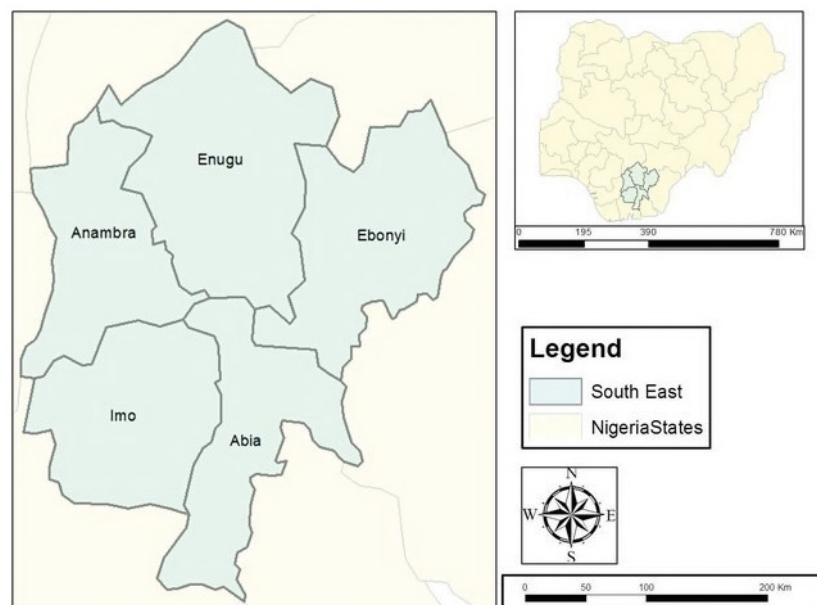 Enugu
Anambra
Ebonyi
Imo
Abia
0 195 390 780 Km
Legend
South East
NigeriaStates
N
W E
S
0 50 100 200 Km